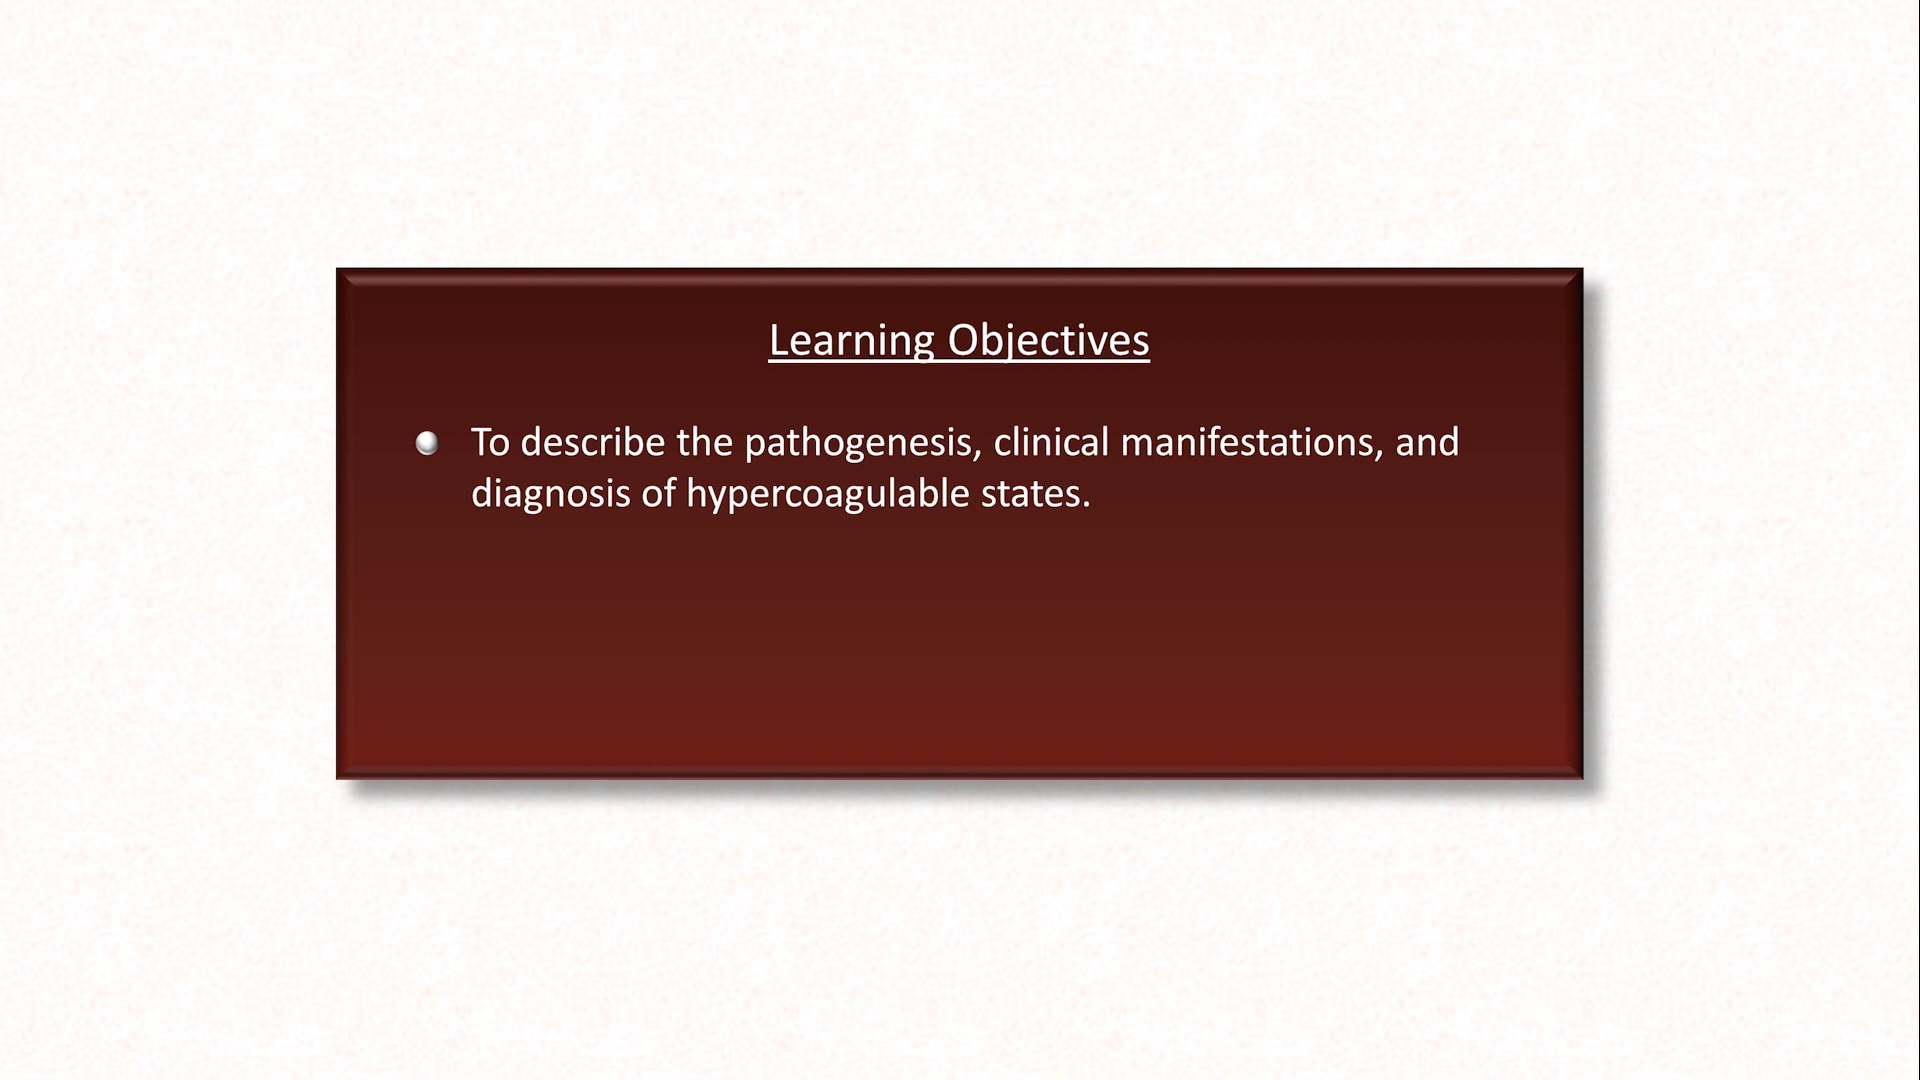 Learning Objectives
To describe the pathogenesis, clinical manifestations, and
diagnosis of hypercoagulable states.